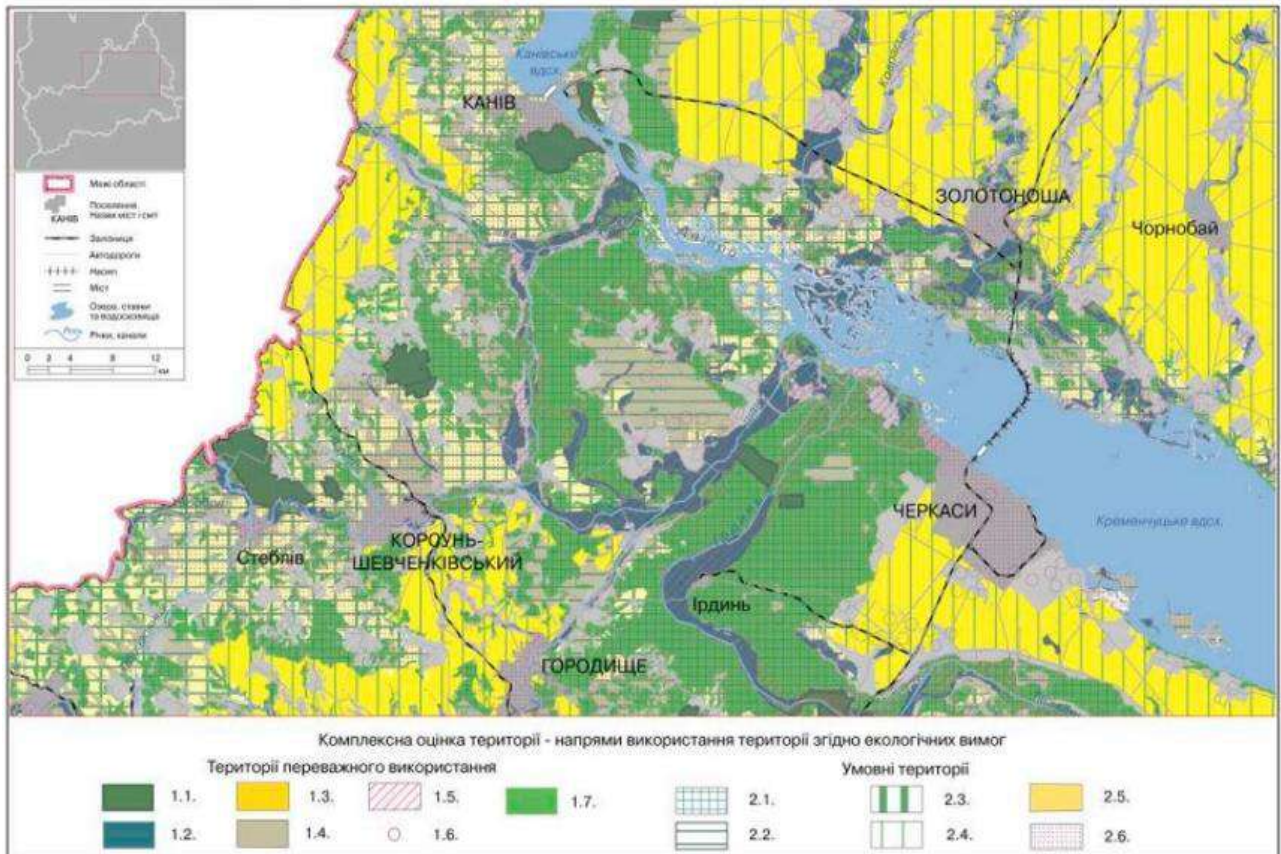 Межі області
Поселення.
Назви міст і смт
КАНІВ
Залізниця
Автодороги
Насип
Міст
Озера, ставки
та водосховища
Рось
Річки, канали
0 2 4 8 12
км
Канівське
вдсх.
КАНІВ
ЗОЛОТОНОША
Чорнобай
ЧЕРКАСИ
Кременчуцьке вдсх.
КОРСУНЬ-
ШЕВЧЕНКІВСЬКИЙ
Стеблів
Ірдинь
ГОРОДИЩЕ
Комплексна оцінка території - напрями використання території згідно екологічних вимог
Території переважного використання
Умовні території
1.1. 1.3. 1.5. 1.7. 2.1. 2.3. 2.5.
1.2. 1.4. 1.6. 2.2. 2.4. 2.6.